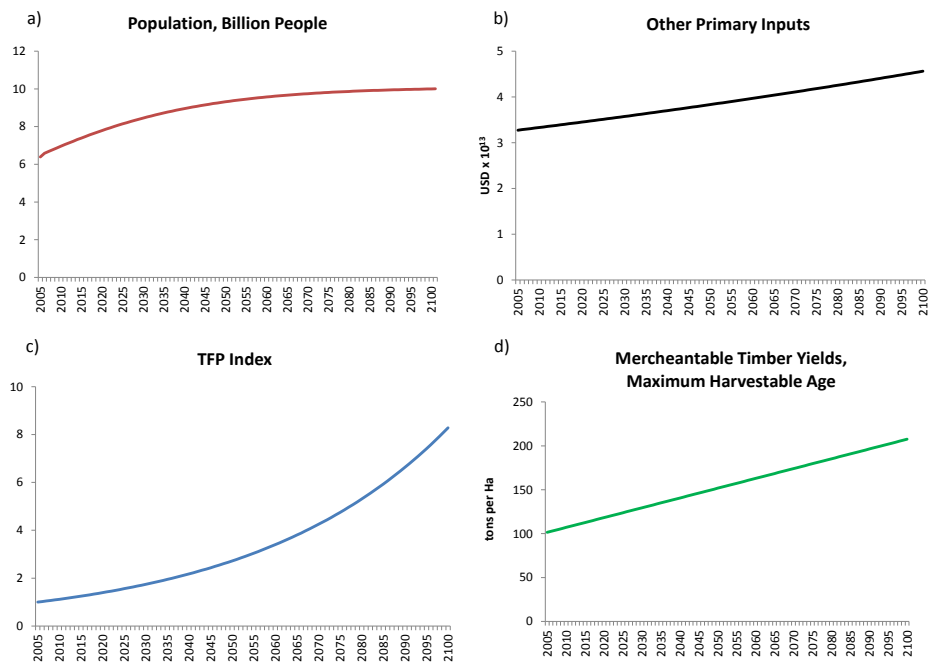 a)
Population, Billion People
12
10
8
6
4
2
0
2005 2010 2015 2020 2025 2030 2035 2040 2045 2050 2055 2060 2065 2070 2075 2080 2085 2090 2095 2100
b)
Other Primary Inputs
5
4
3
2
1
0
USD x 10¹³
2005 2010 2015 2020 2025 2030 2035 2040 2045 2050 2055 2060 2065 2070 2075 2080 2085 2090 2095 2100
c)
TFP Index
10
8
6
4
2
0
2005 2010 2015 2020 2025 2030 2035 2040 2045 2050 2055 2060 2065 2070 2075 2080 2085 2090 2095 2100
d)
Mercheantable Timber Yields,
Maximum Harvestable Age
250
200
150
100
50
0
tons per Ha
2005 2010 2015 2020 2025 2030 2035 2040 2045 2050 2055 2060 2065 2070 2075 2080 2085 2090 2095 2100